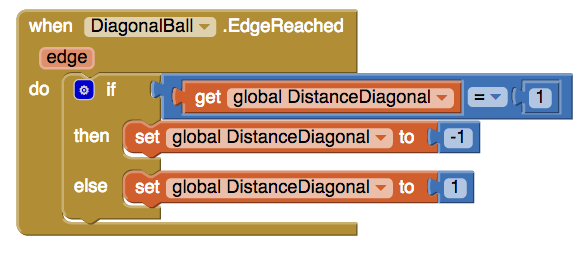 when DiagonalBall .EdgeReached
edge
do if get global DistanceDiagonal = 1
then set global DistanceDiagonal to -1
else set global DistanceDiagonal to 1